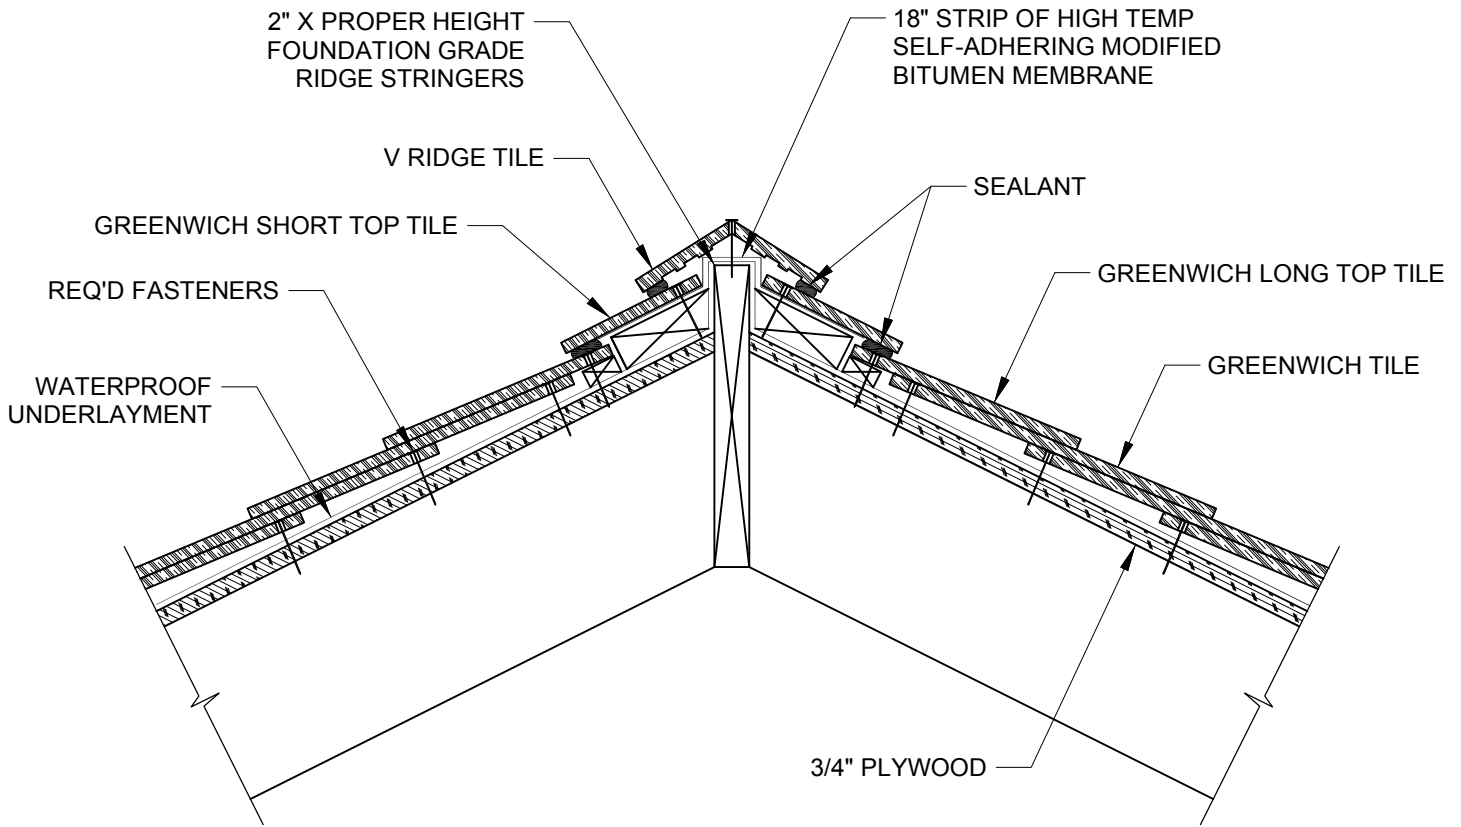 2" X PROPER HEIGHT
FOUNDATION GRADE
RIDGE STRINGERS
18" STRIP OF HIGH TEMP
SELF-ADHERING MODIFIED
BITUMEN MEMBRANE
V RIDGE TILE
SEALANT
GREENWICH SHORT TOP TILE
GREENWICH LONG TOP TILE
REQ'D FASTENERS
GREENWICH TILE
WATERPROOF
UNDERLAYMENT
3/4" PLYWOOD